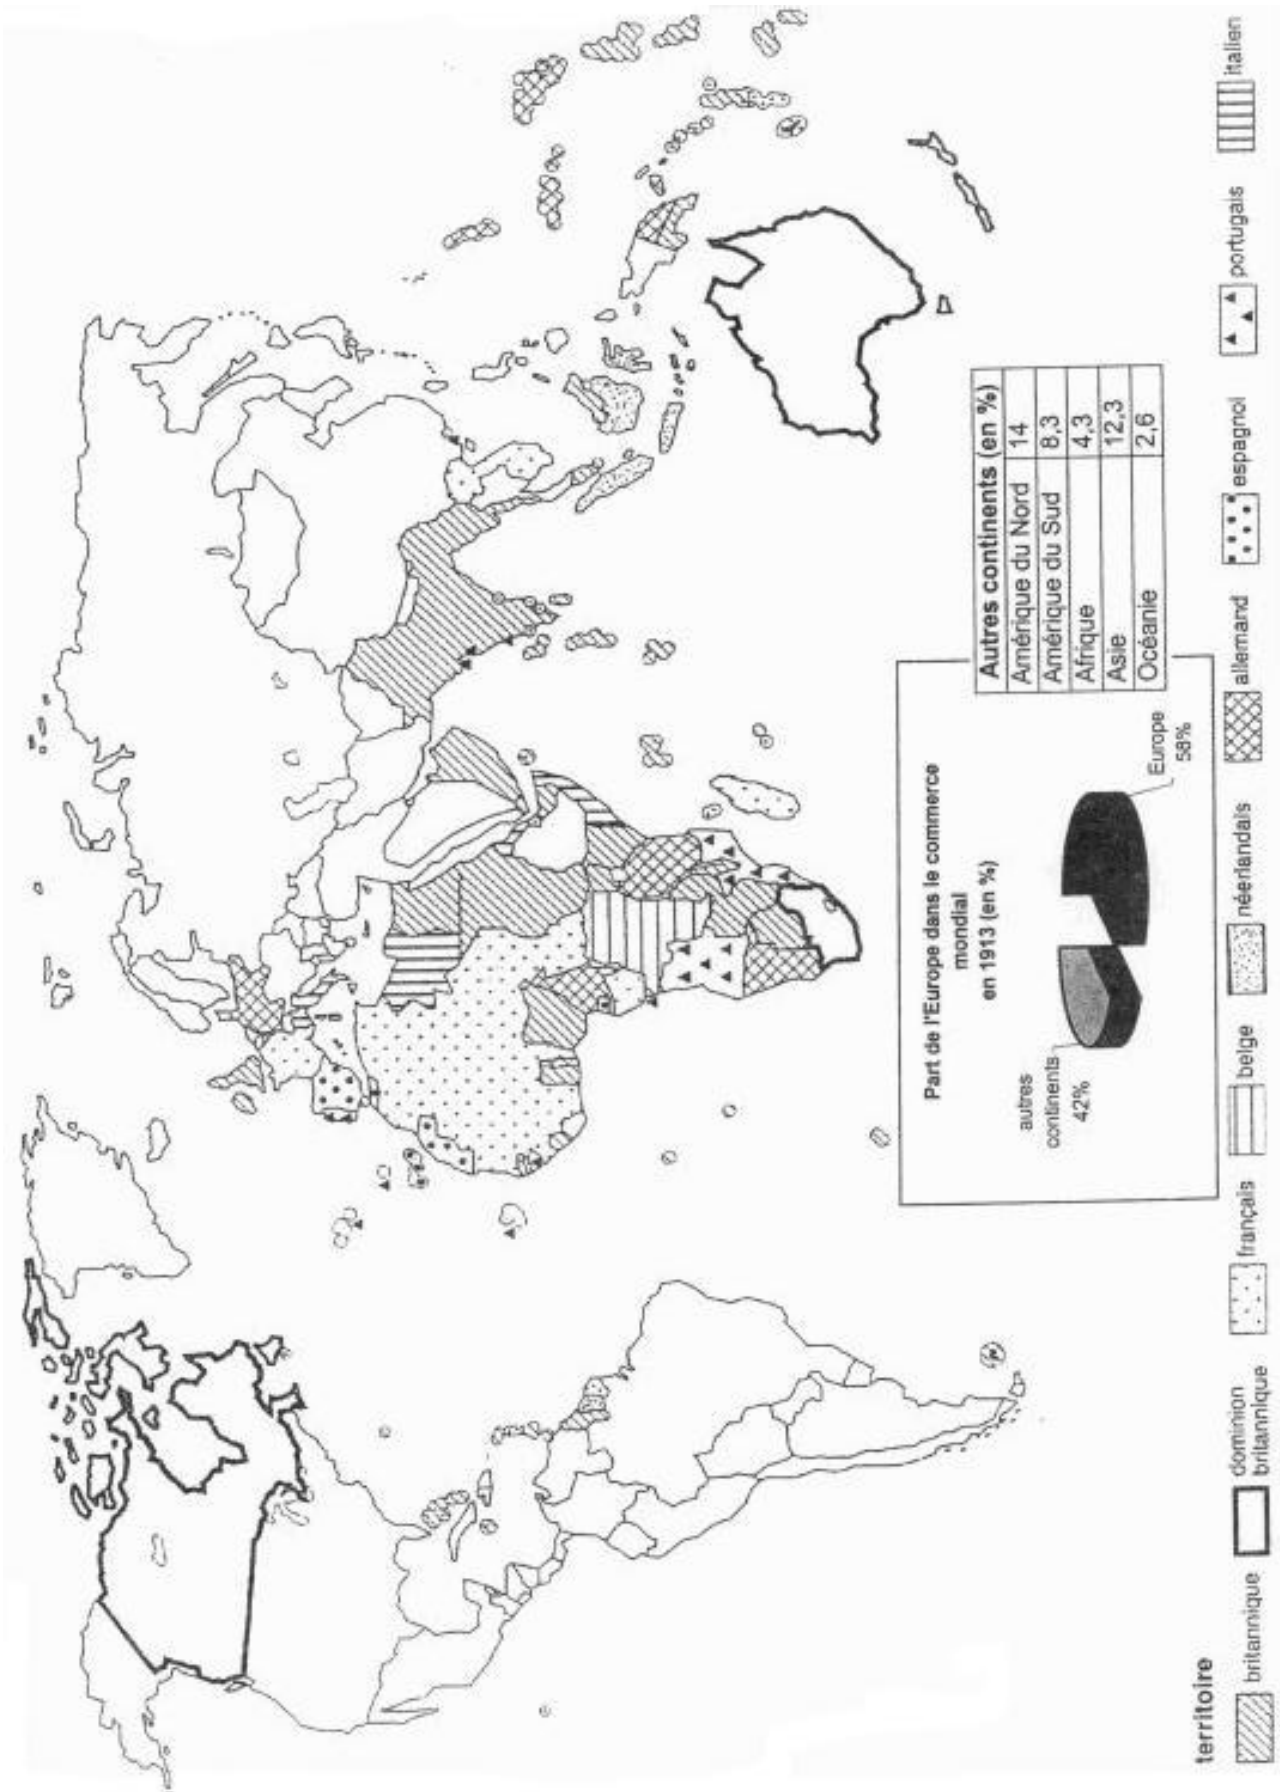 Part de l'Europe dans le commerce
mondial
en 1913 (en %)
autres
continents
42%
Europe
58%
Autres continents (en %)
Amérique du Nord 14
Amérique du Sud 8,3
Afrique 4,3
Asie 12,3
Océanie 2,6
territoire
britannique
dominion
britannique
français
belge
néerlandais
allemand
espagnol
portugais
italien